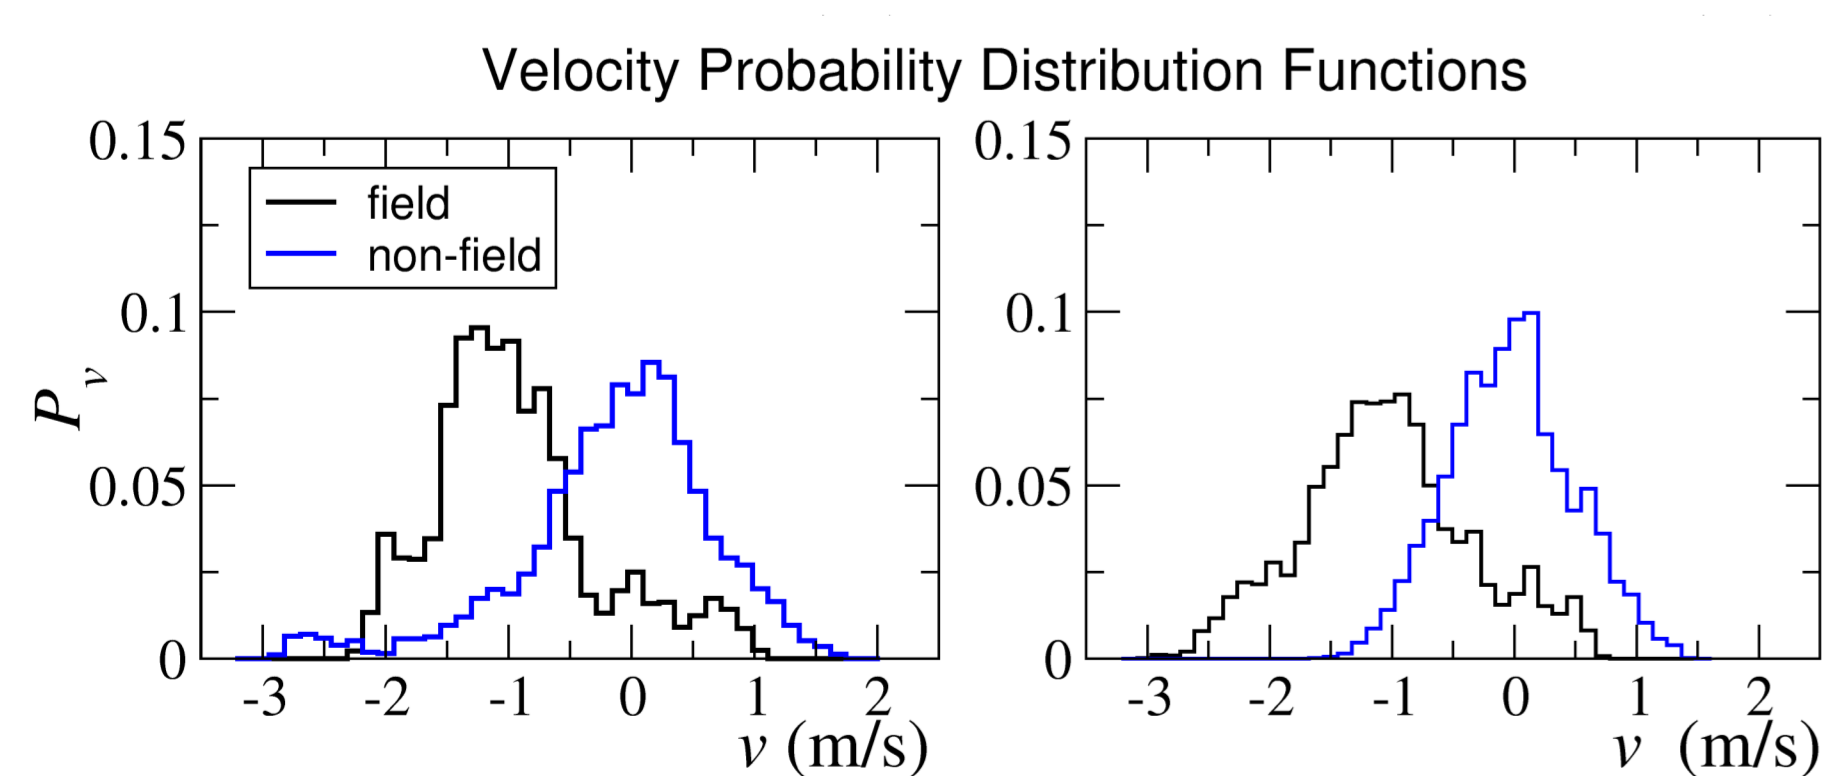 Velocity Probability Distribution Functions
0.15 0.15
field
non-field
0.1 0.1
P v
0.05 0.05
0 0
-3 -2 -1 0 1 2 -3 -2 -1 0 1 2
v (m/s) v (m/s)